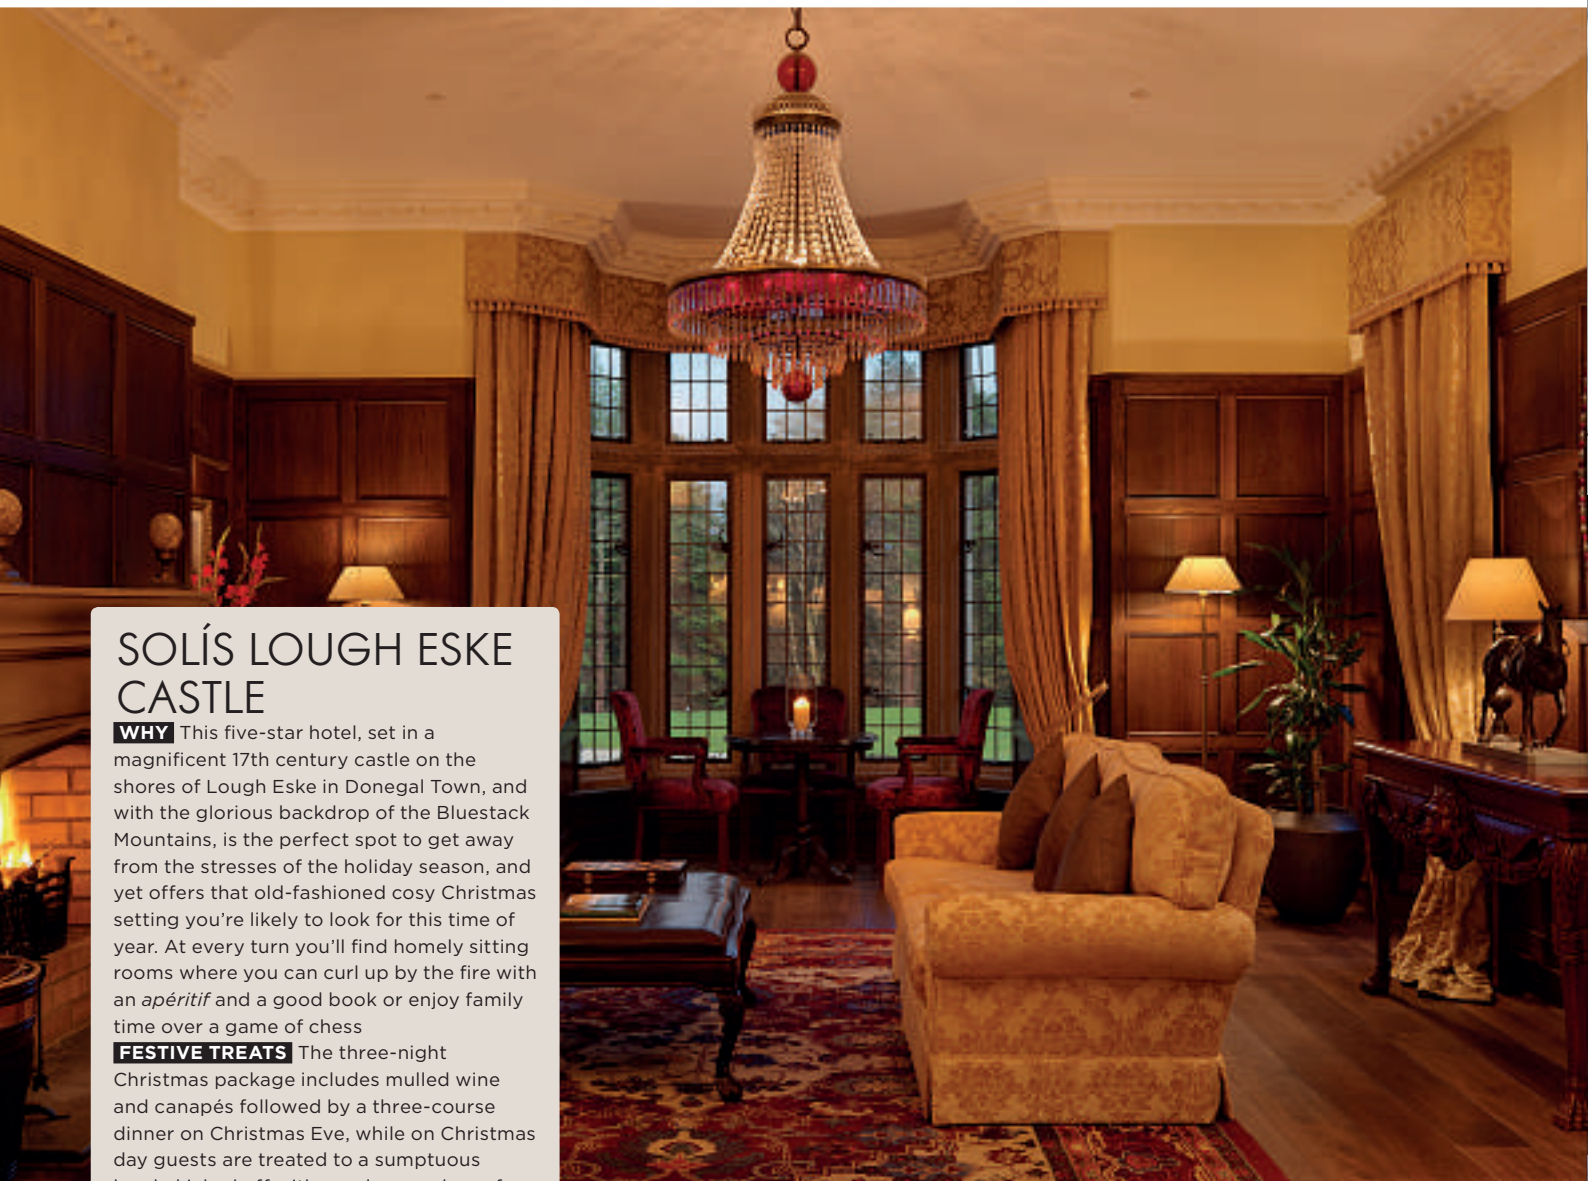 SOLÍS LOUGH ESKE
CASTLE
WHY This five-star hotel, set in a
magnificent 17th century castle on the
shores of Lough Eske in Donegal Town, and
with the glorious backdrop of the Bluestack
Mountains, is the perfect spot to get away
from the stresses of the holiday season, and
yet offers that old-fashioned cosy Christmas
setting you’re likely to look for this time of
year. At every turn you’ll find homely sitting
rooms where you can curl up by the fire with
an apéritif and a good book or enjoy family
time over a game of chess
FESTIVE TREATS The three-night
Christmas package includes mulled wine
and canapés followed by a three-course
dinner on Christmas Eve, while on Christmas
day guests are treated to a sumptuous